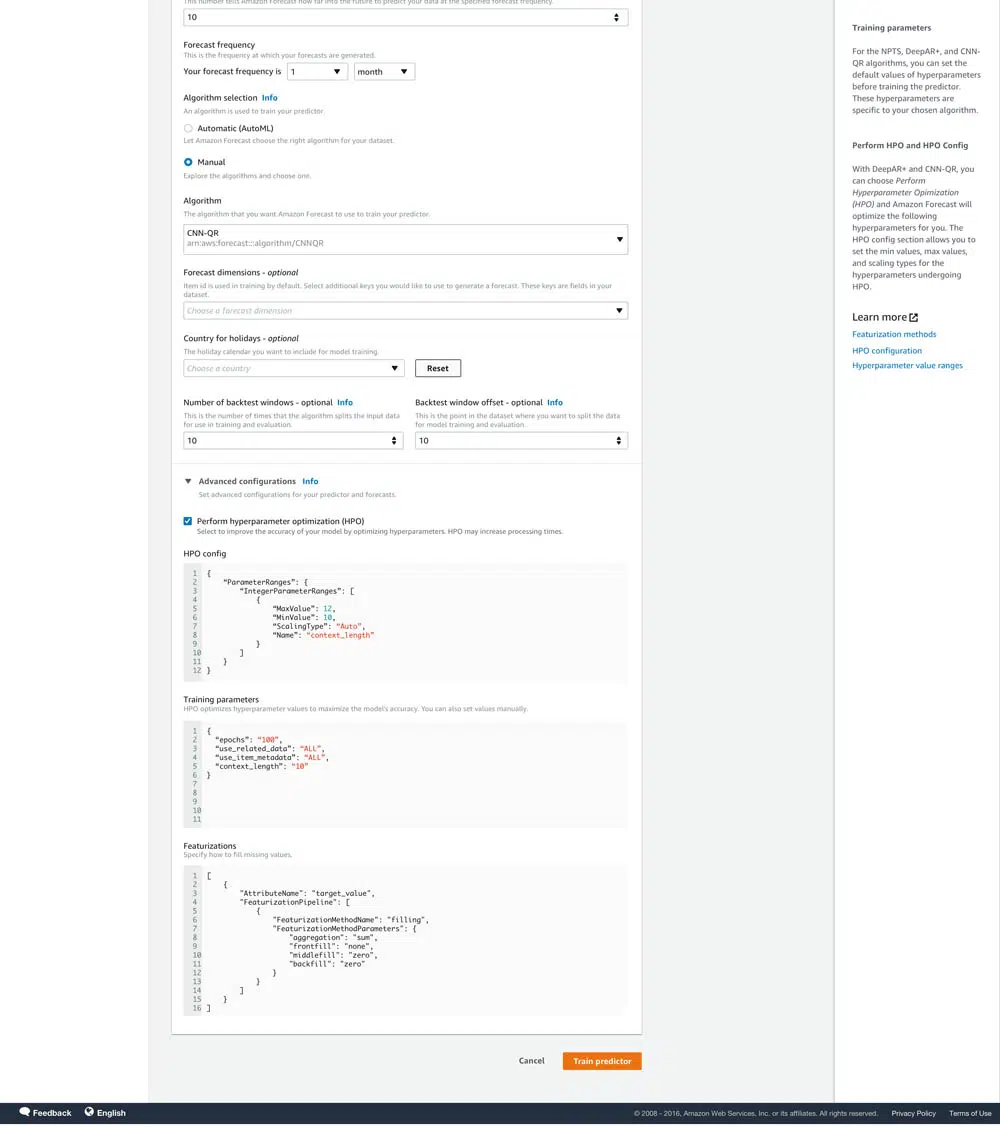 This number tells Amazon Forecast how far into the future to predict your data at the specified forecast frequency.
10
Forecast frequency
This is the frequency at which your forecasts are generated.
Your forecast frequency is 1 month
Algorithm selection Info
An algorithm is used to train your predictor.
Automatic (AutoML)
Let Amazon Forecast choose the right algorithm for your dataset.
Manual
Explore the algorithms and choose one.
Algorithm
The algorithm that you want Amazon Forecast to use to train your predictor.
CNN-QR
arn:aws:forecast:::algorithm/CNNQR
Forecast dimensions - optional
Item id is used in training by default. Select additional keys you would like to use to generate a forecast. These keys are fields in your
dataset.
Choose a forecast dimension
Country for holidays - optional
The holiday calendar you want to include for model training.
Choose a country
Reset
Number of backtest windows - optional Info
This is the number of times that the algorithm splits the input data
for use in training and evaluation.
10
Backtest window offset - optional Info
This is the point in the dataset where you want to split the data
for model training and evaluation.
10
Advanced configurations Info
Set advanced configurations for your predictor and forecasts.
Perform hyperparameter optimization (HPO)
Select to improve the accuracy of your model by optimizing hyperparameters. HPO may increase processing times.
HPO config
1 {
2 “ParameterRanges”: {
3 “IntegerParameterRanges”: [
4 {
5 “MaxValue”: 12,
6 “MinValue”: 10,
7 “ScalingType”: “Auto”,
8 “Name”: “context_length”
9 }
10 ]
11 }
12 }
Training parameters
HPO optimizes hyperparameter values to maximize the model's accuracy. You can also set values manually.
1 {
2 “epochs”: “100”,
3 “use_related_data”: “ALL”,
4 “use_item_metadata”: “ALL”,
5 “context_length”: “10”
6 }
7
8
9
10
11
Featurizations
Specify how to fill missing values.
1 [
2 {
3 "AttributeName": "target_value",
4 "FeaturizationPipeline": [
5 {
6 "FeaturizationMethodName": "filling",
7 "FeaturizationMethodParameters": {
8 "aggregation": "sum",
9 "frontfill": "none",
10 "middlefill": "zero",
11 "backfill": "zero"
12 }
13 }
14 ]
15 }
16 ]
Cancel
Train predictor
Training parameters
For the NPTS, DeepAR+, and CNN-
QR algorithms, you can set the
default values of hyperparameters
before training the predictor.
These hyperparameters are
specific to your chosen algorithm.
Perform HPO and HPO Config
With DeepAR+ and CNN-QR, you
can choose Perform
Hyperparameter Opimization
(HPO) and Amazon Forecast will
optimize the following
hyperparameters for you. The
HPO config section allows you to
set the min values, max values,
and scaling types for the
hyperparameters undergoing
HPO.
Learn more
Featurization methods
HPO configuration
Hyperparameter value ranges
Feedback
English
© 2008 - 2016, Amazon Web Services, Inc. or its affiliates. All rights reserved.
Privacy Policy
Terms of Use